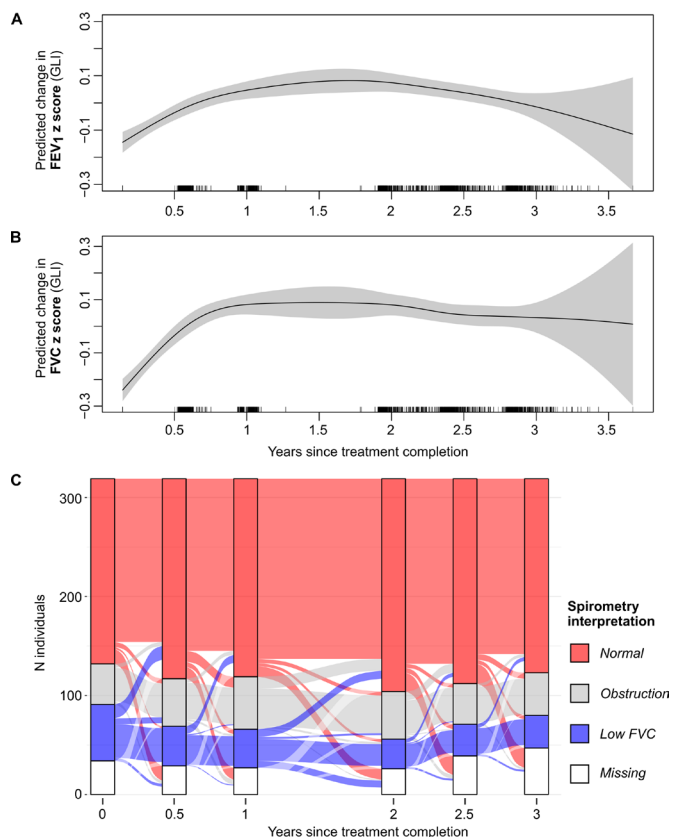 A
Predicted change in
FEV1 z score (GLI)
0.3
0.1
−0.1
−0.3
0.5
1
1.5
2
2.5
3
3.5
B
Predicted change in
FVC z score (GLI)
0.3
0.1
−0.1
−0.3
0.5
1
1.5
2
2.5
3
3.5
Years since treatment completion
C
N individuals
300
200
100
0
0
0.5
1
2
2.5
3
Years since treatment completion
Spirometry
interpretation
Normal
Obstruction
Low FVC
Missing